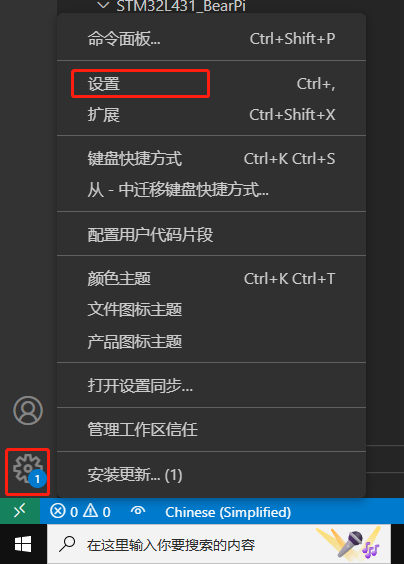 STM32L431_BearPi
命令面板... Ctrl+Shift+P
设置 Ctrl+,
扩展 Ctrl+Shift+X
键盘快捷方式 Ctrl+K Ctrl+S
从 - 中迁移键盘快捷方式...
配置用户代码片段
颜色主题 Ctrl+K Ctrl+T
文件图标主题
产品图标主题
打开设置同步...
管理工作区信任
安装更新... (1)
1
0 0 Chinese (Simplified)
在这里输入你要搜索的内容